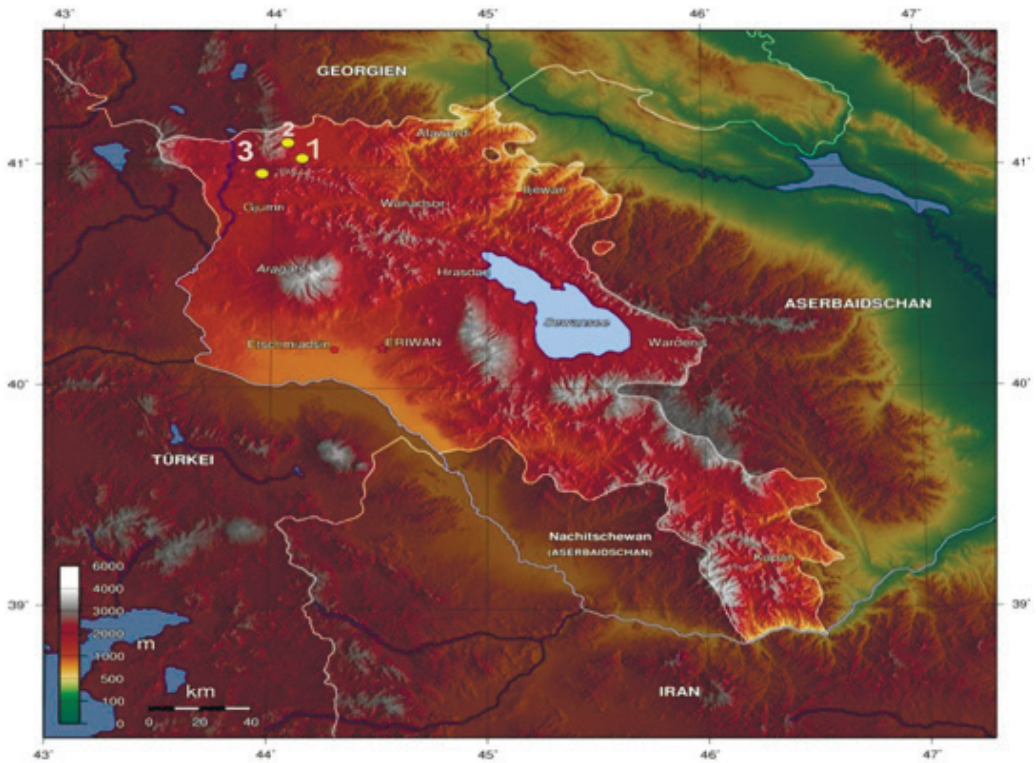 43° 44° 45° 46° 47°
GEORGIEN
Alawerdi
2
41° 3 1 41°
Iljewan
Gjumri Wanadsor
Aragats Hrasdan
ASERBAIDSCHAN
Sewansee
Etschmiadsin ERIWAN Wardenis
40° 40°
TÜRKEI
Nachitschewan
(ASERBAIDSCHAN)
Kapan
6000
4000
3000
39° 39°
2000
1000 m
500
100 km
0
0 20 40
IRAN
43° 44° 45° 46° 47°